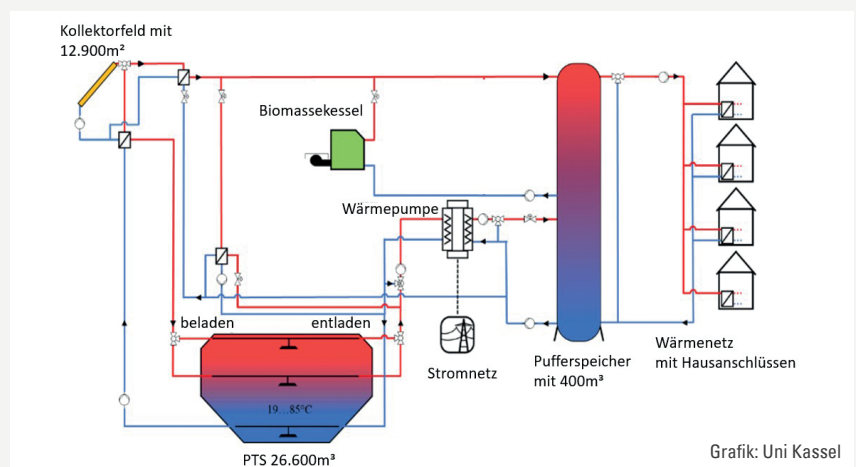 Kollektorfeld mit
12.900m²
Biomassekessel
Wärmepumpe
beladen
entladen
19...85°C
PTS 26.600m³
Stromnetz
Pufferspeicher
mit 400m³
Wärmenetz
mit Hausanschlüssen
Grafik: Uni Kassel